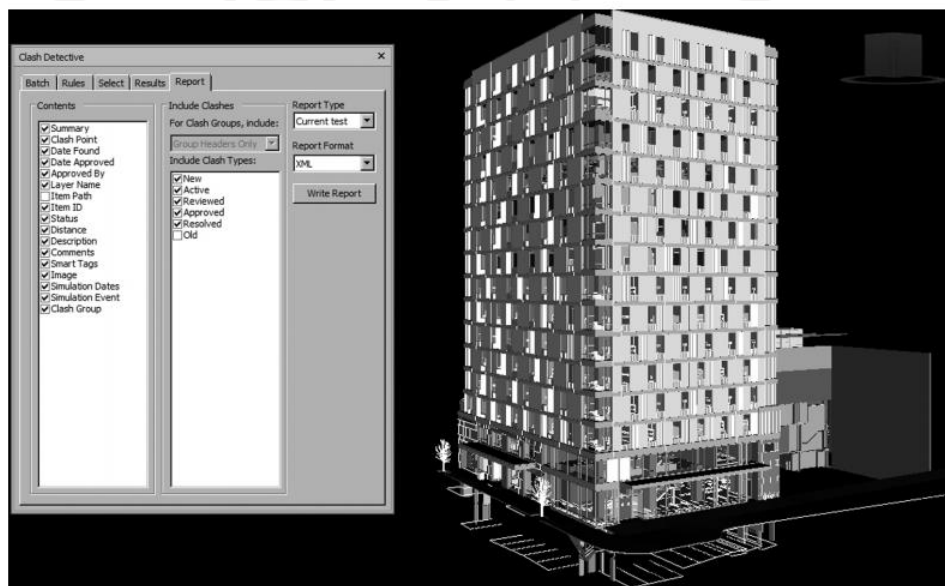 Clash Detective
Batch Rules Select Results Report
Contents
Summary
Clash Point
Date Found
Date Approved
Approved By
Layer Name
Item Path
Item ID
Status
Distance
Description
Comments
Smart Tags
Image
Simulation Dates
Simulation Event
Clash Group
Include Clashes
For Clash Groups, include:
Group Headers Only
Include Clash Types:
New
Active
Reviewed
Approved
Resolved
Old
Report Type
Current test
Report Format
XML
Write Report